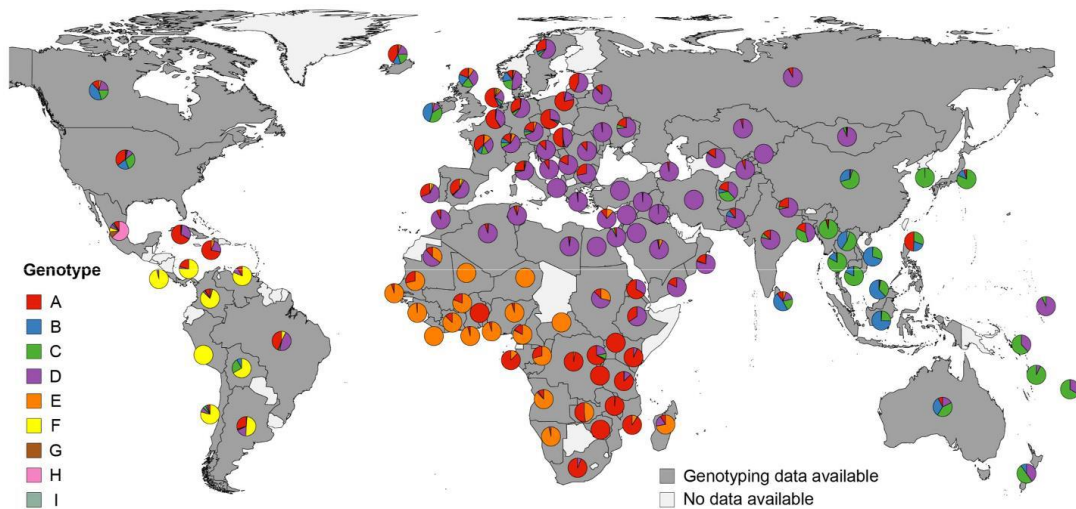 Genotype
A
B
C
D
E
F
G
H
I
Genotyping data available
No data available